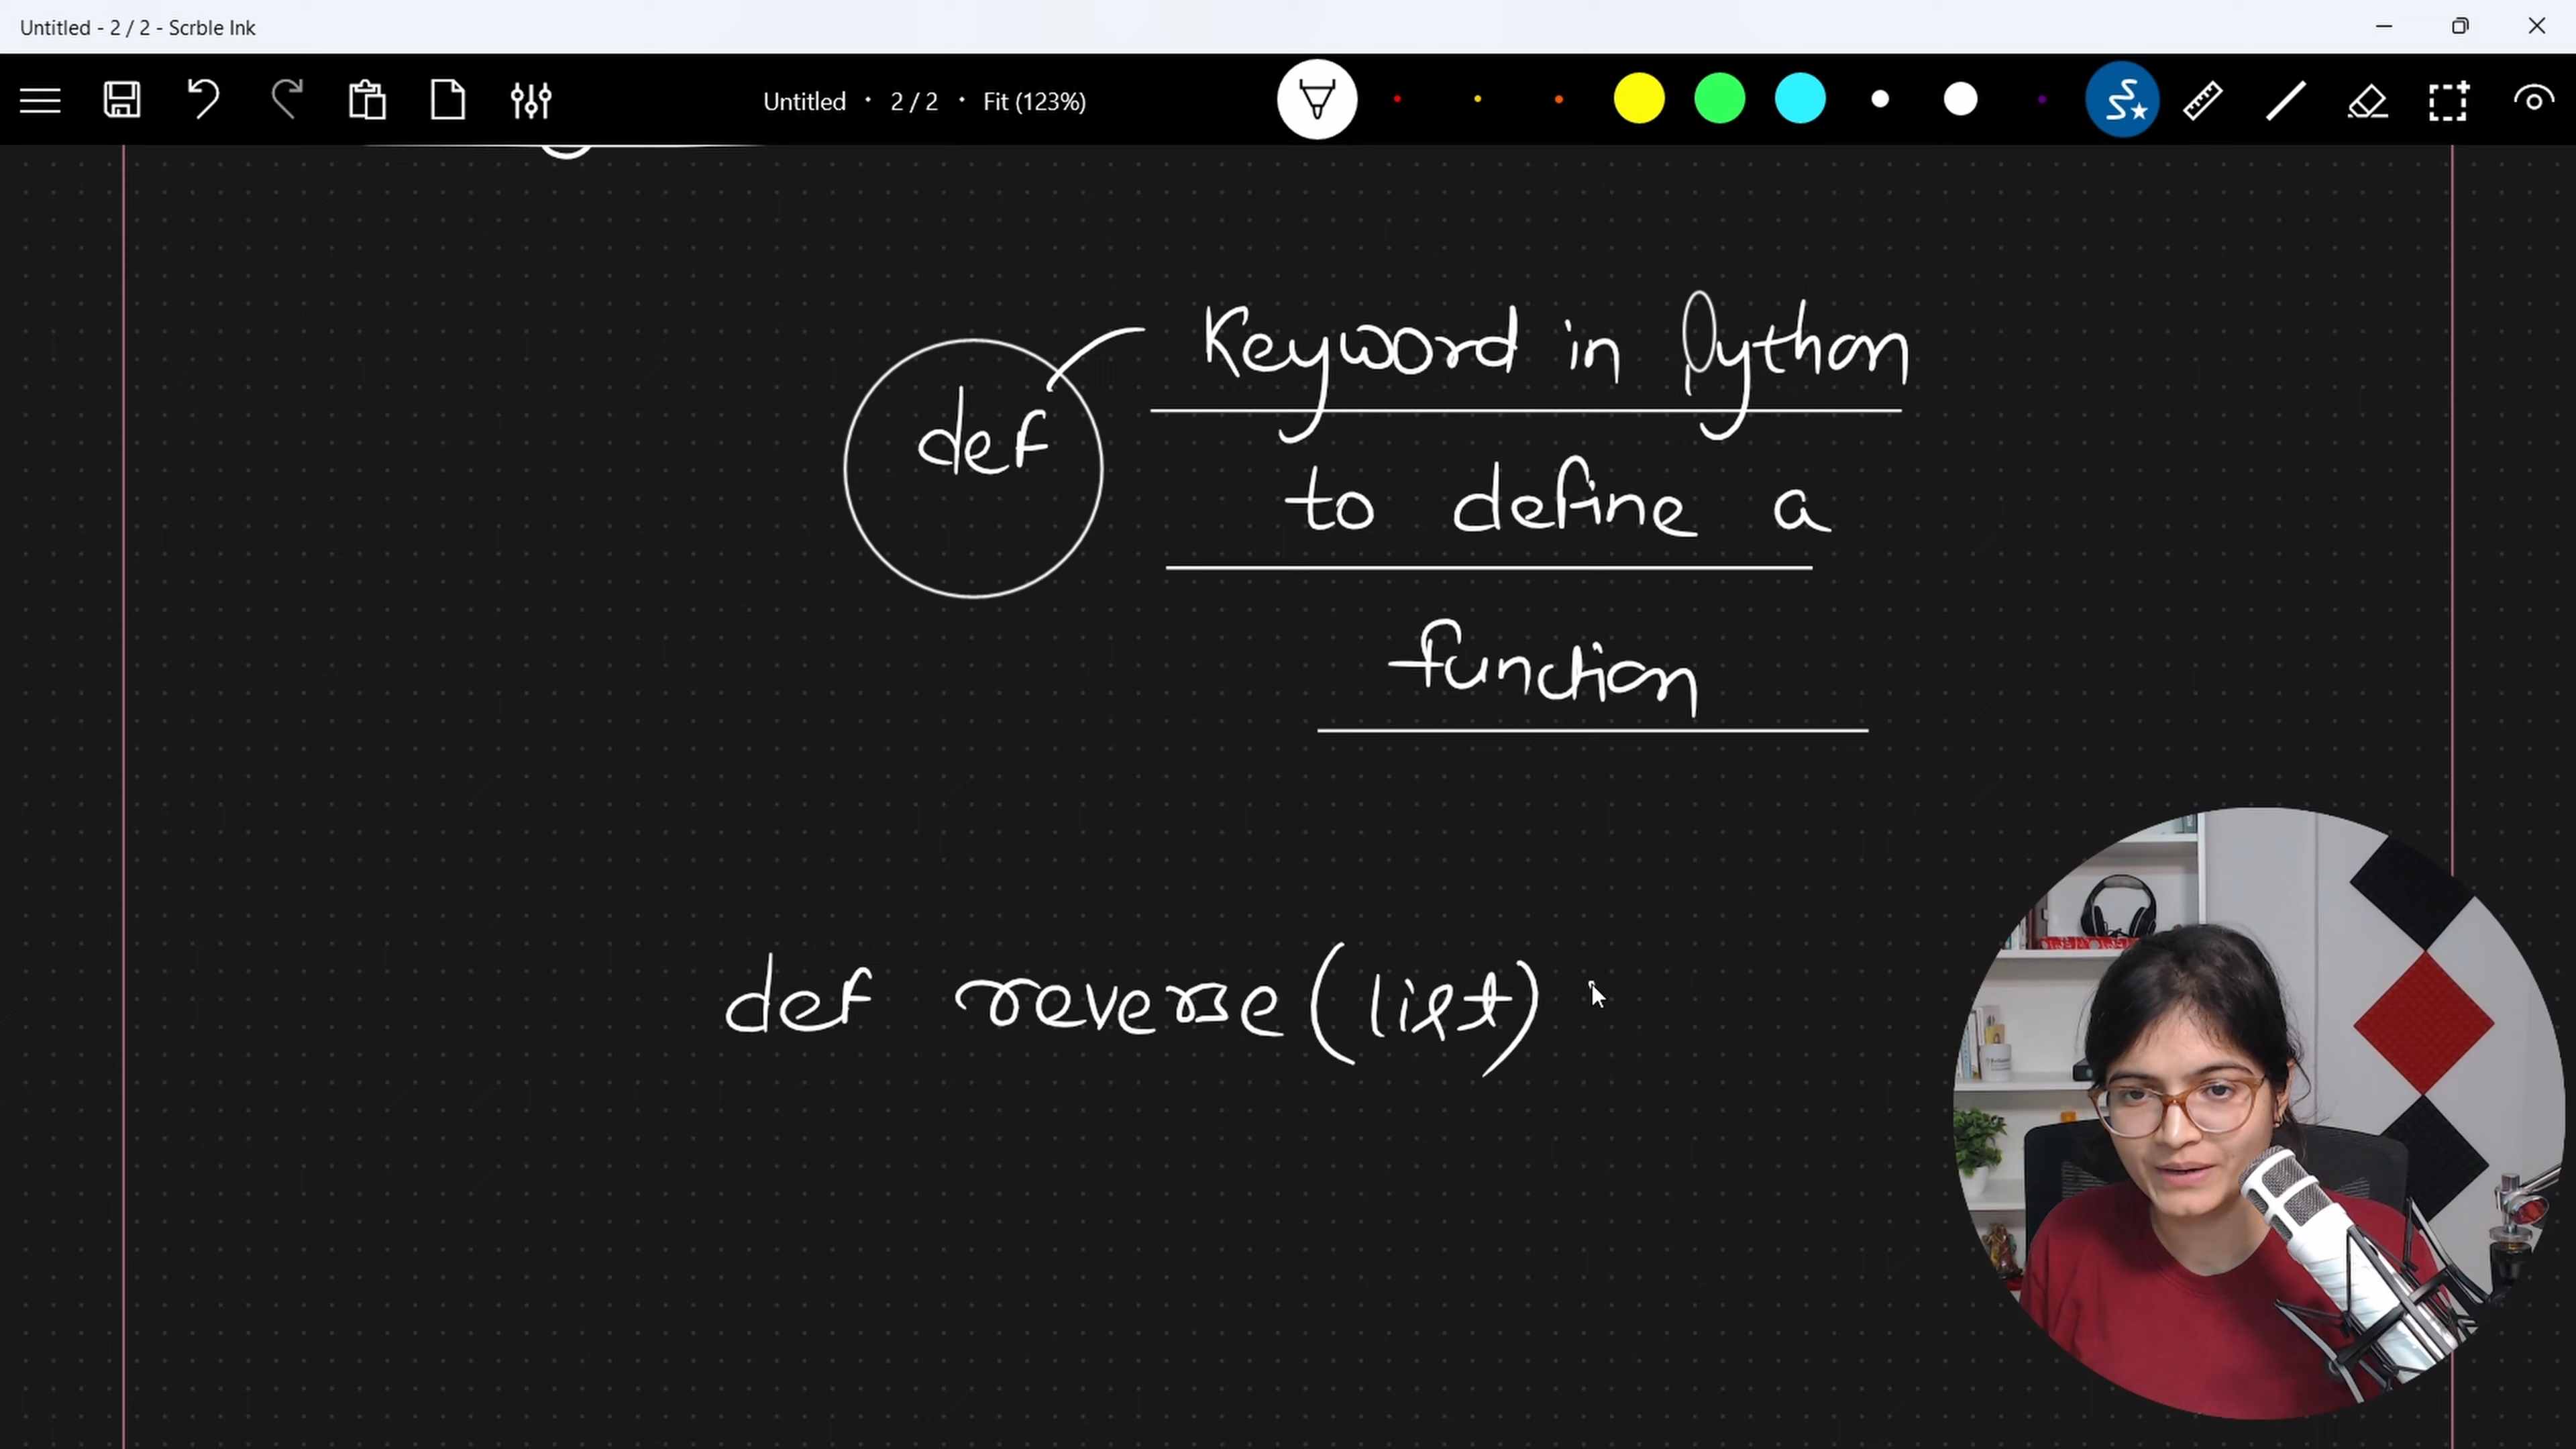 Untitled - 2 / 2 - Scrble Ink
Untitled • 2 / 2 • Fit (123%)
Keyword in Python
def
to define a
function
def reverse (list)